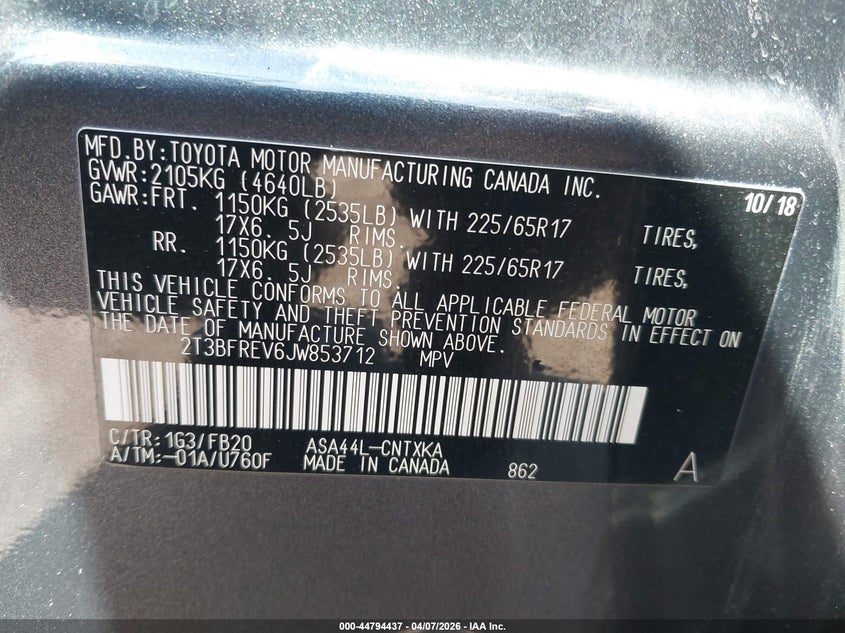 MFD.BY:TOYOTA MOTOR MANUFACTURING CANADA INC.
GVWR:2105KG (4640LB) 10/18
GAWR:FRT. 1150KG (2535LB) WITH 225/65R17 TIRES,
17X6. 5J RIMS.
RR. 1150KG (2535LB) WITH 225/65R17 TIRES,
17X6. 5J RIMS.
THIS VEHICLE CONFORMS TO ALL APPLICABLE FEDERAL MOTOR
VEHICLE SAFETY AND THEFT PREVENTION STANDARDS IN EFFECT ON
THE DATE OF MANUFACTURE SHOWN ABOVE.
2T3BFREV6JW853712 MPV
C/TR:1G3/FB20 ASA44L-CNTXKA
A/TM:-01A/U760F MADE IN CANADA 862 A
000-44794437 - 04/07/2026 - IAA Inc.